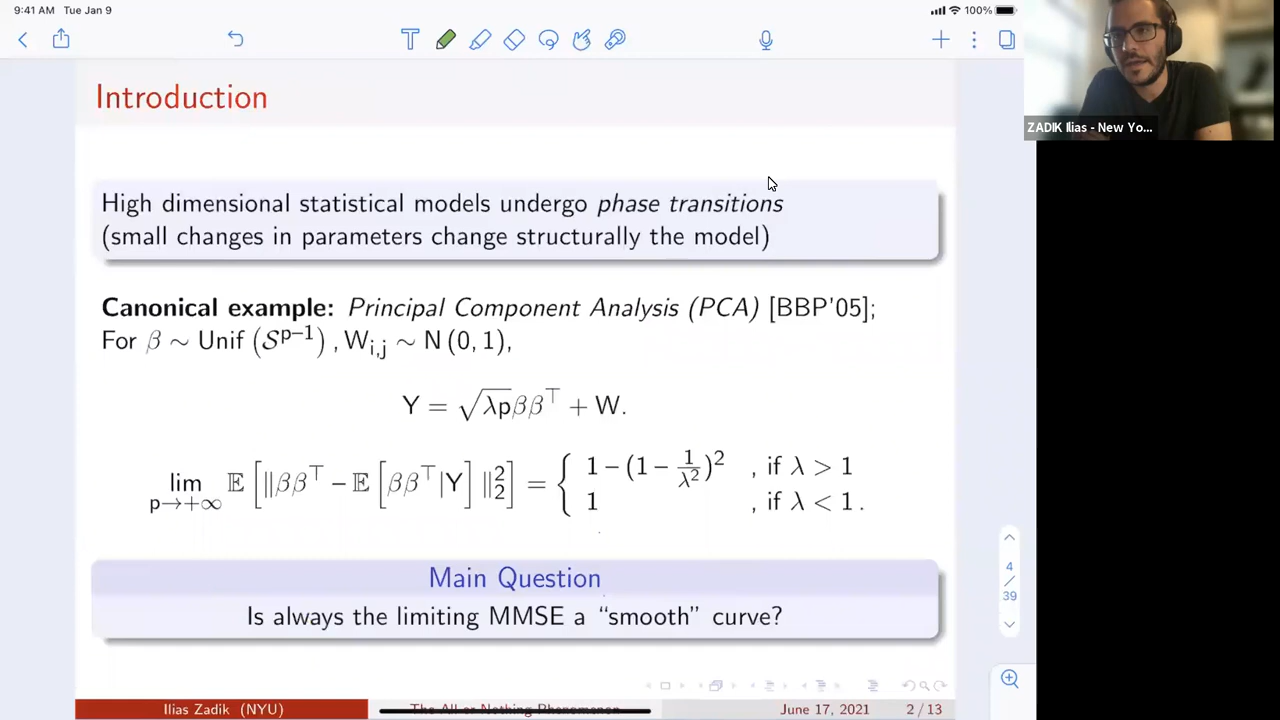 9:41 AM Tue Jan 9
100%
Introduction
ZADIK Ilias - New Yo...
High dimensional statistical models undergo phase transitions
(small changes in parameters change structurally the model)
Canonical example: Principal Component Analysis (PCA) [BBP'05];
For β ~ Unif (𝒮^{p−1}), W_{i,j} ~ N (0, 1),
Y = √(λp)ββ^⊤ + W.
lim_{p→+∞} 𝔼 [‖ββ^⊤ − 𝔼 [ββ^⊤|Y] ‖_2^2] = { 1−(1− 1/λ^2)^2 , if λ > 1
1 , if λ < 1.
Main Question
Is always the limiting MMSE a “smooth” curve?
4
/
39
Ilias Zadik (NYU)
The All-or-Nothing Phenomenon
June 17, 2021
2 / 13